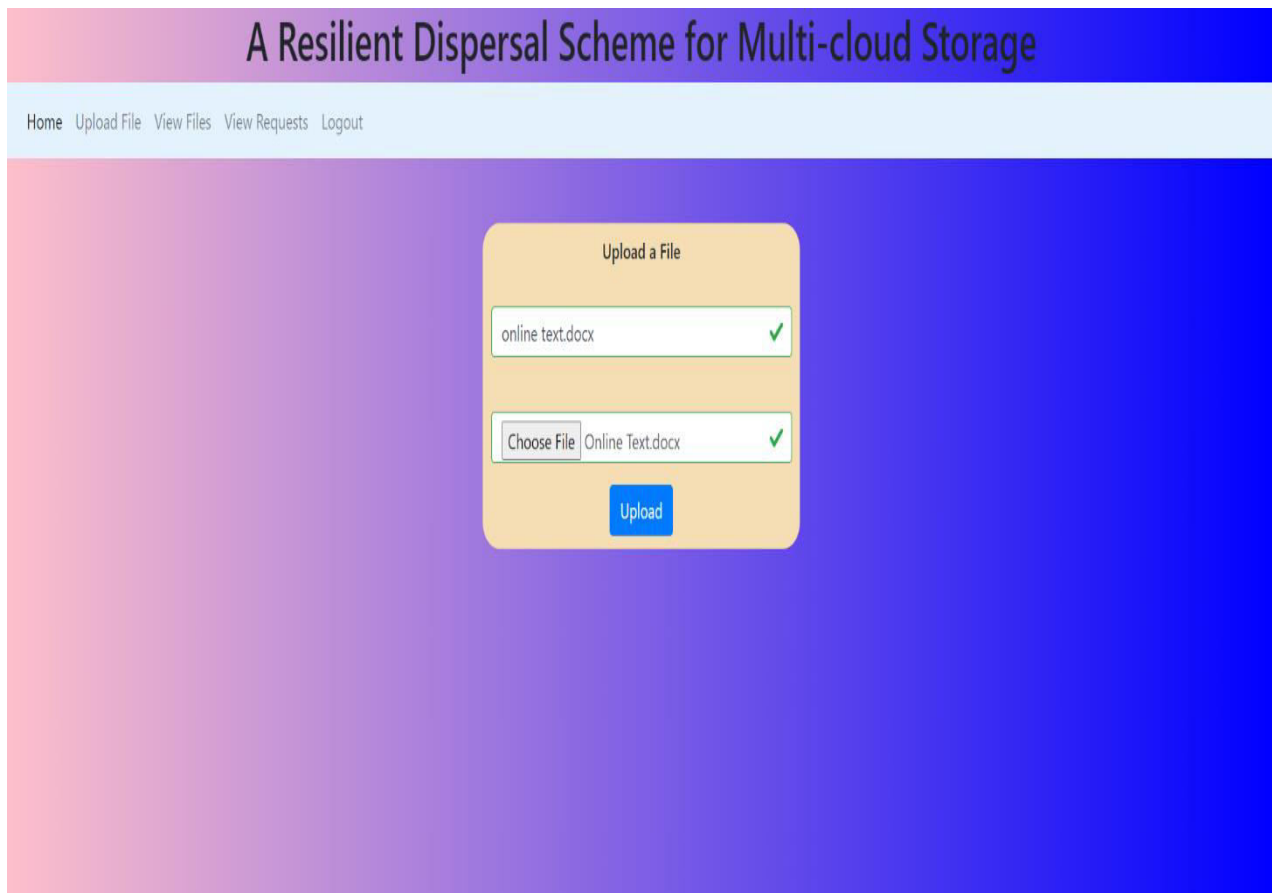 A Resilient Dispersal Scheme for Multi-cloud Storage
Home Upload File View Files View Requests Logout
Upload a File
online text.docx
Choose File Online Text.docx
Upload